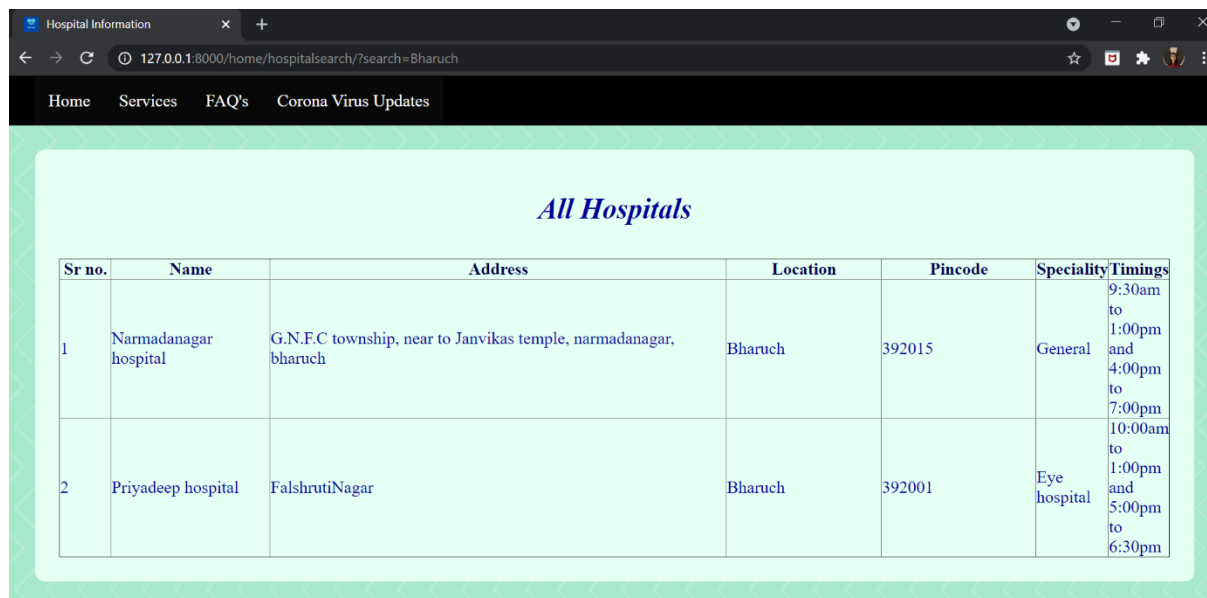 Hospital Information
127.0.0.1:8000/home/hospitalsearch/?search=Bharuch
Home Services FAQ's Corona Virus Updates
All Hospitals
Sr no. Name Address Location Pincode Speciality Timings
1 Narmadanagar hospital G.N.F.C township, near to Janvikas temple, narmadanagar, bharuch Bharuch 392015 General 9:30am to 1:00pm and 4:00pm to 7:00pm
2 Priyadeep hospital FalshrutiNagar Bharuch 392001 Eye hospital 10:00am to 1:00pm and 5:00pm to 6:30pm